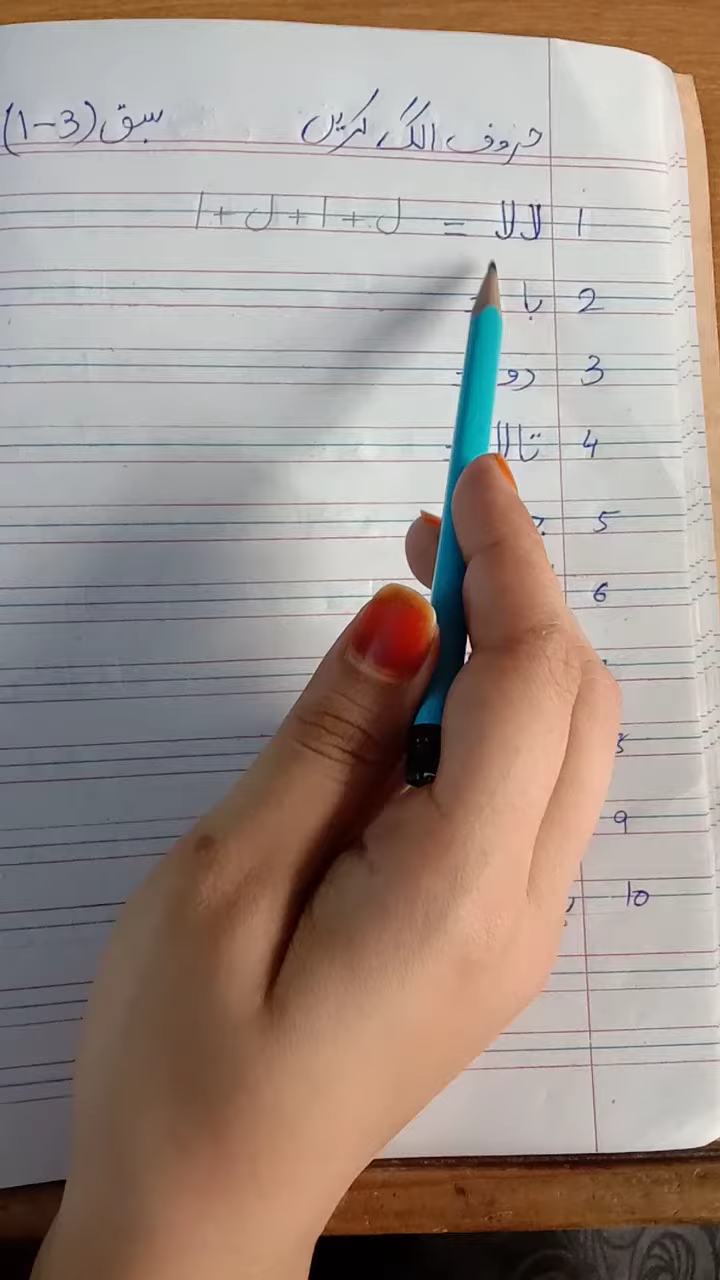 حروف الگ کریں سبق (3-1)
1 لالا = ل + ا + ل + ا
2 با
3 دو
4 تالا
5
6
9
10